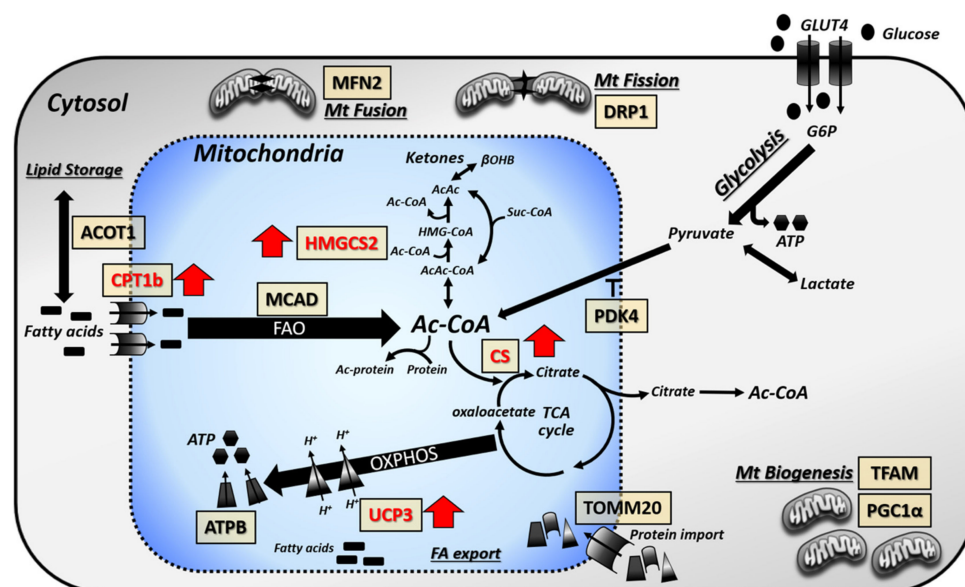 GLUT4
Glucose
Cytosol
MFN2
Mt Fusion
Mt Fission
DRP1
G6P
Glycolysis
Mitochondria
Lipid Storage
Ketones
βOHB
AcAc
Ac-CoA
Suc-CoA
HMG-CoA
Ac-CoA
AcAc-CoA
ACOT1
HMGCS2
Pyruvate
ATP
Lactate
CPT1b
MCAD
PDK4
Fatty acids
FAO
Ac-CoA
CS
Ac-protein
Protein
Citrate
Citrate
Ac-CoA
oxaloacetate
TCA
cycle
ATP
H+
H+
OXPHOS
H+
H+
ATPB
UCP3
Fatty acids
FA export
TOMM20
Protein import
Mt Biogenesis
TFAM
PGC1α